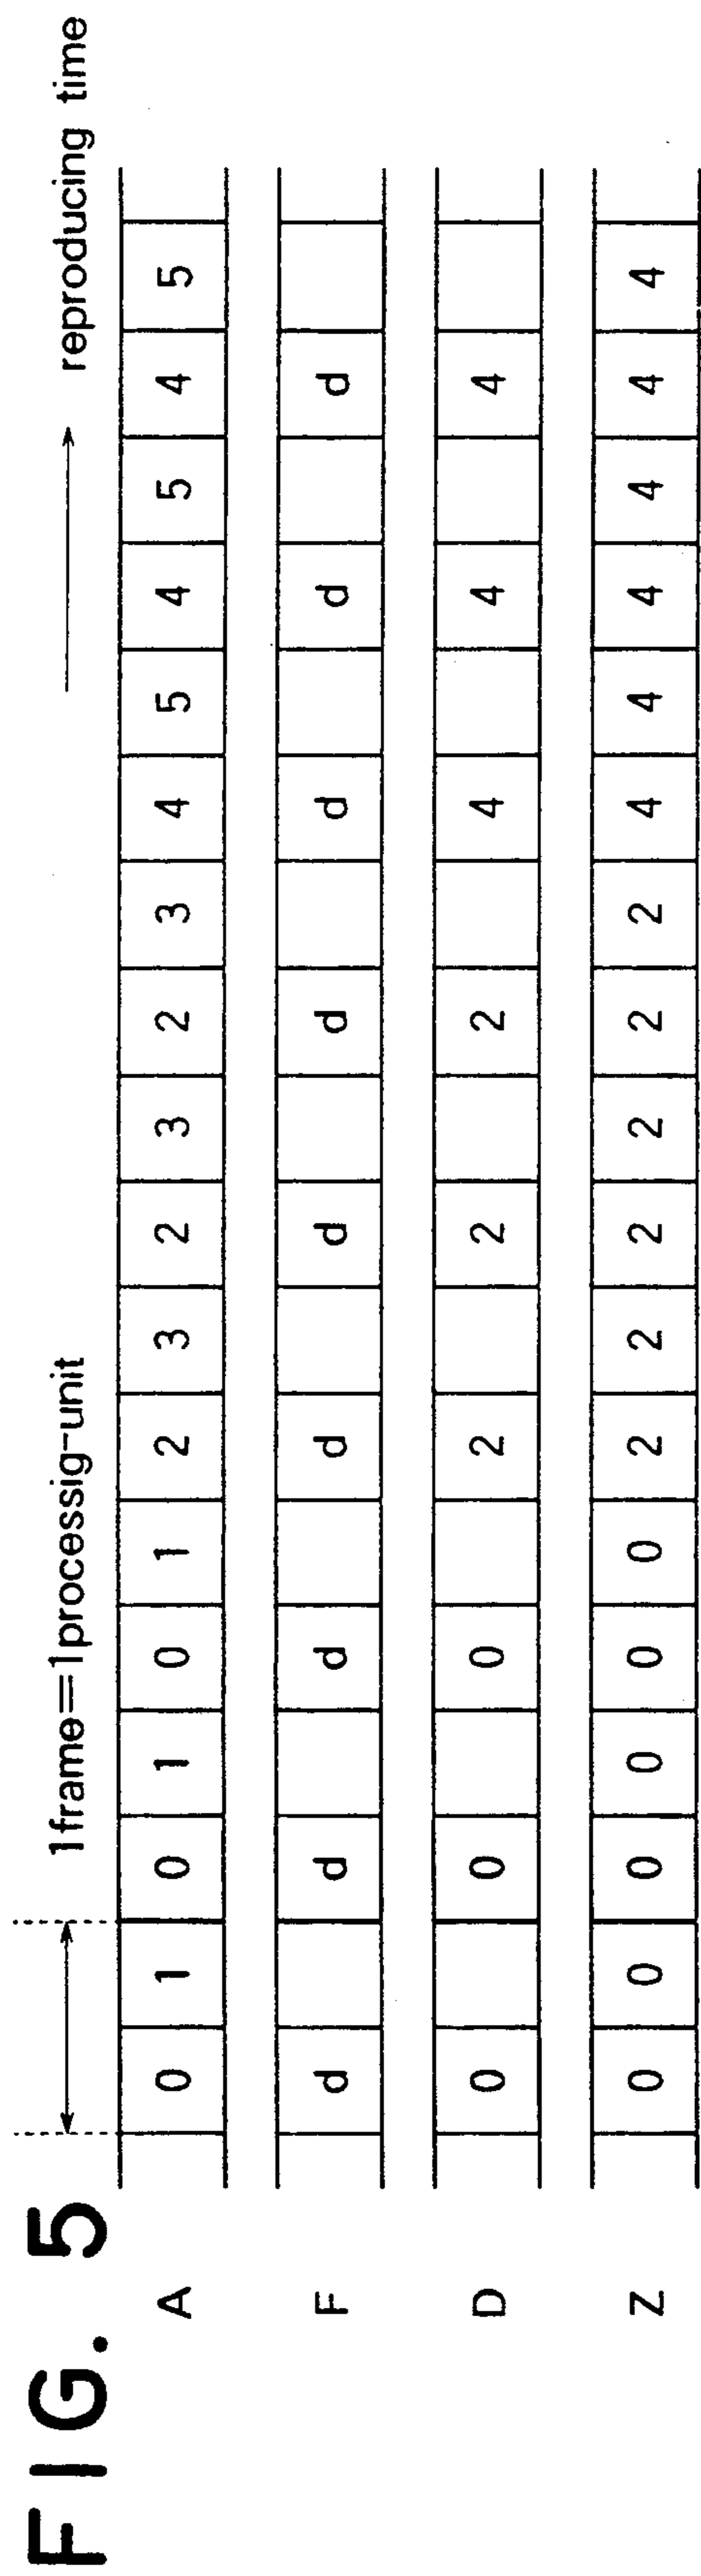 FIG. 5
1frame=1processig-unit
reproducing time
A 0 1 0 1 0 1 2 3 2 3 2 3 4 5 4 5 4 5
F d d d d d d d d d
D 0 0 0 2 2 2 4 4 4
Z 0 0 0 0 0 0 2 2 2 2 2 2 4 4 4 4 4 4